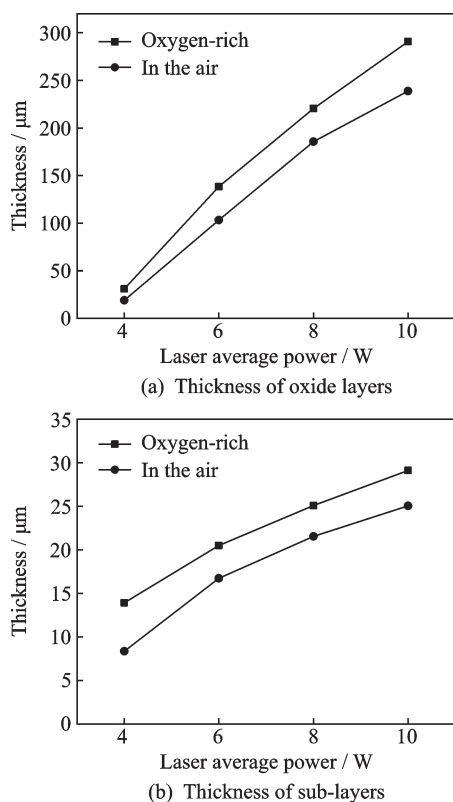 300
250
200
150
100
50
0
Thickness / μm
Oxygen-rich
In the air
4 6 8 10
Laser average power / W
(a) Thickness of oxide layers
35
30
25
20
15
10
5
0
Thickness / μm
Oxygen-rich
In the air
4 6 8 10
Laser average power / W
(b) Thickness of sub-layers